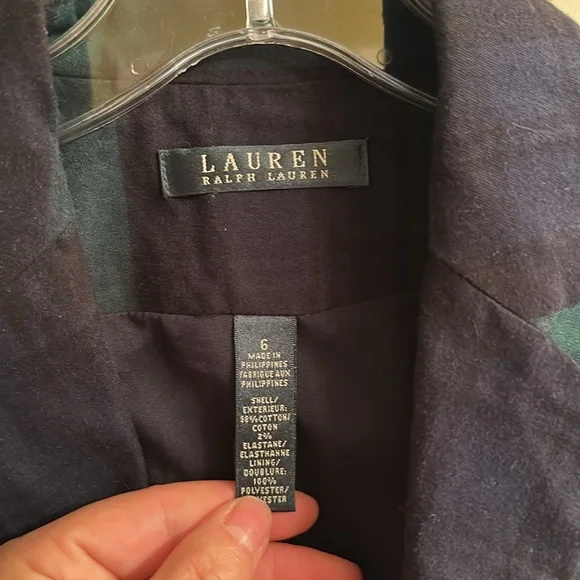 LAUREN
RALPH LAUREN
6
MADE IN
PHILIPPINES
FABRIQUE AUX
PHILIPPINES
SHELL/
EXTERIEUR:
98%COTTON/
COTON
2%
ELASTANE/
ELASTHANNE
LINING/
DOUBLURE:
100%
POLYESTER/